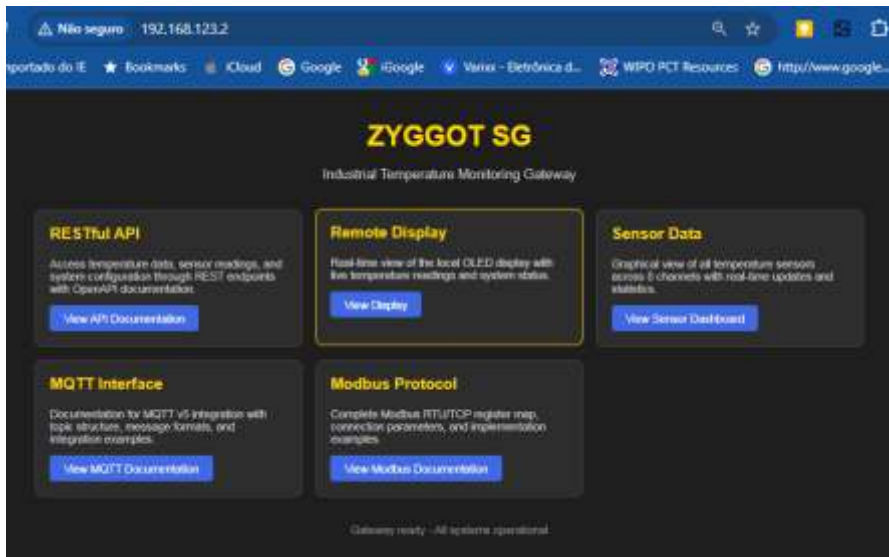 Não seguro 192.168.123.2
Importado do IE Bookmarks iCloud Google iGoogle Varixx - Eletrônica d... WIPO PCT Resources http://www.google...
ZYGGOT SG
Industrial Temperature Monitoring Gateway
RESTful API
Access temperature data, sensor readings, and
system configuration through REST endpoints
with OpenAPI documentation.
View API Documentation
Remote Display
Real-time view of the local OLED display with
live temperature readings and system status.
View Display
Sensor Data
Graphical view of all temperature sensors
across 8 channels with real-time updates and
statistics.
View Sensor Dashboard
MQTT Interface
Documentation for MQTT v5 integration with
topic structure, message formats, and
integration examples.
View MQTT Documentation
Modbus Protocol
Complete Modbus RTU/TCP register map,
connection parameters, and implementation
examples.
View Modbus Documentation
Gateway ready - All systems operational